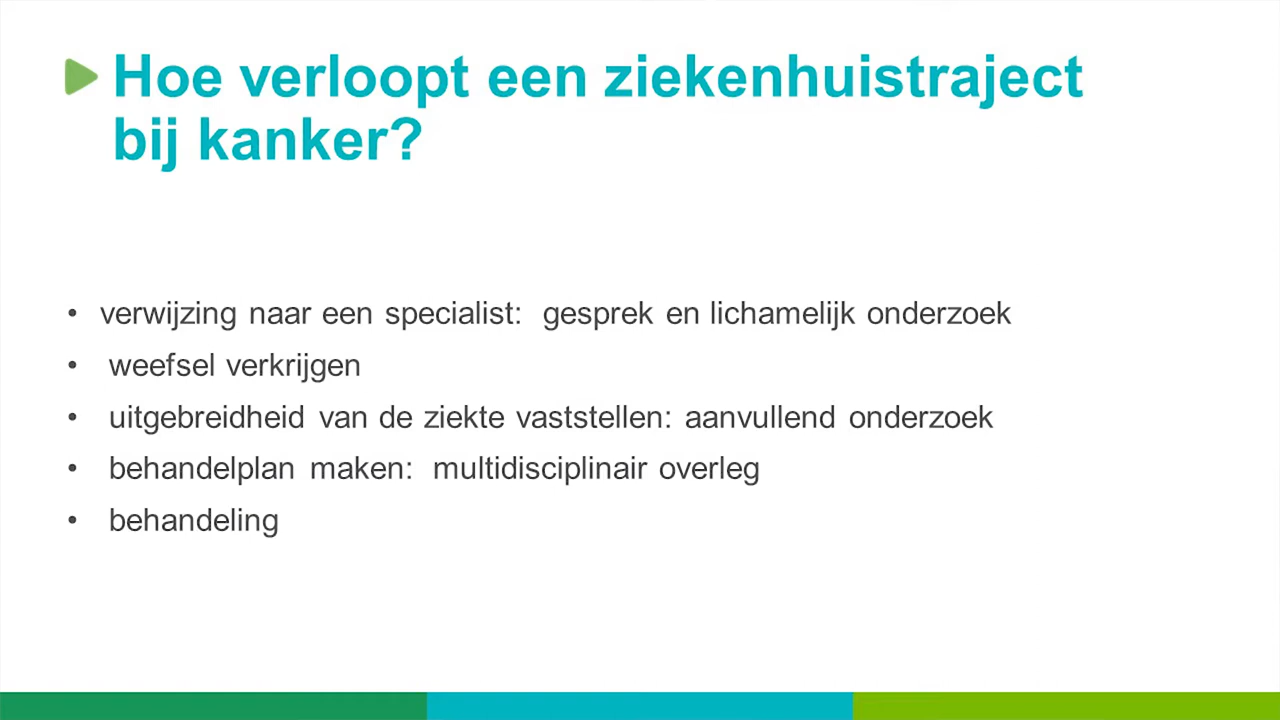 Hoe verloopt een ziekenhuistraject
bij kanker?
• verwijzing naar een specialist: gesprek en lichamelijk onderzoek
• weefsel verkrijgen
• uitgebreidheid van de ziekte vaststellen: aanvullend onderzoek
• behandelplan maken: multidisciplinair overleg
• behandeling